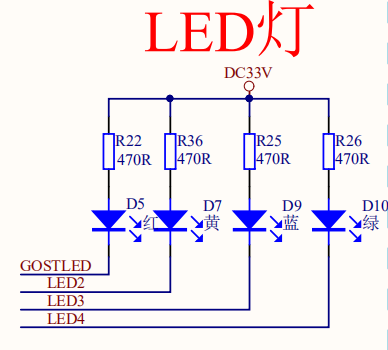 LED灯
DC33V
R22 R36 R25 R26
470R 470R 470R 470R
D5 D7 D9 D10
红 黄 蓝 绿
GOSTLED
LED2
LED3
LED4